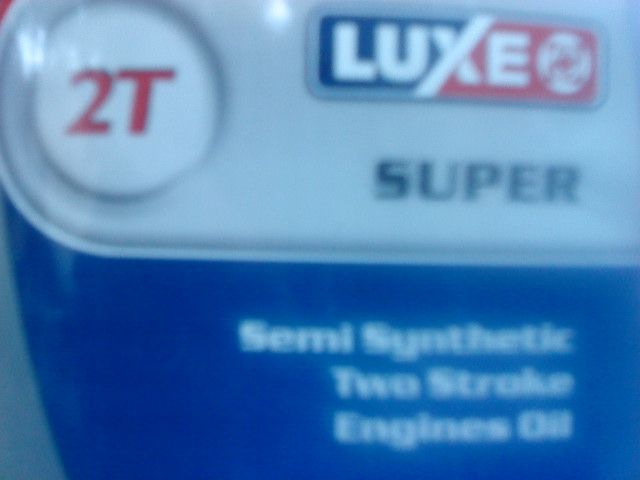 2T
LUXE
SUPER
Semi Synthetic
Two Stroke
Engines Oil